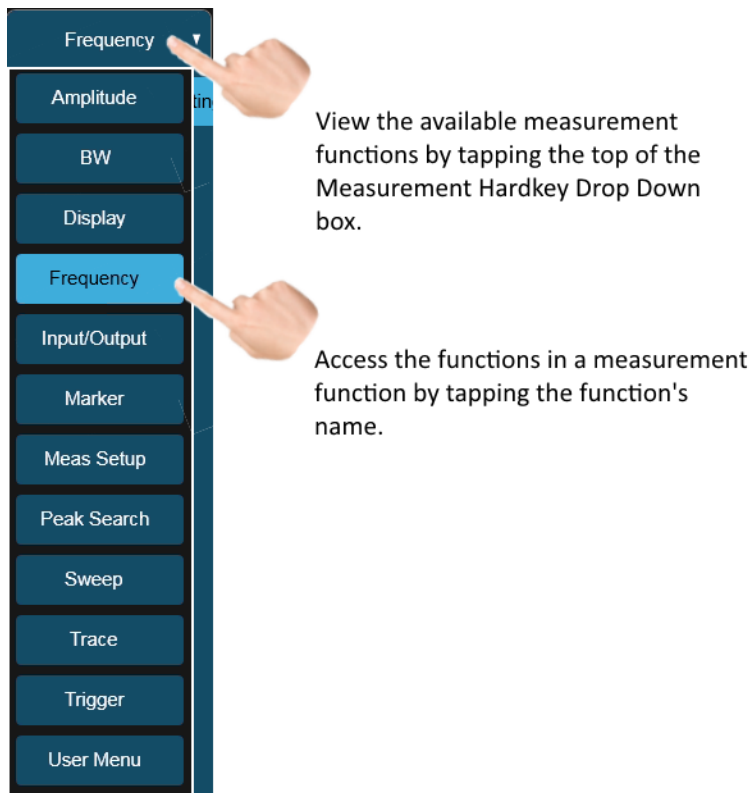 Frequency
Amplitude
tin
BW
Display
Frequency
Input/Output
Marker
Meas Setup
Peak Search
Sweep
Trace
Trigger
User Menu
View the available measurement
functions by tapping the top of the
Measurement Hardkey Drop Down
box.
Access the functions in a measurement
function by tapping the function's
name.